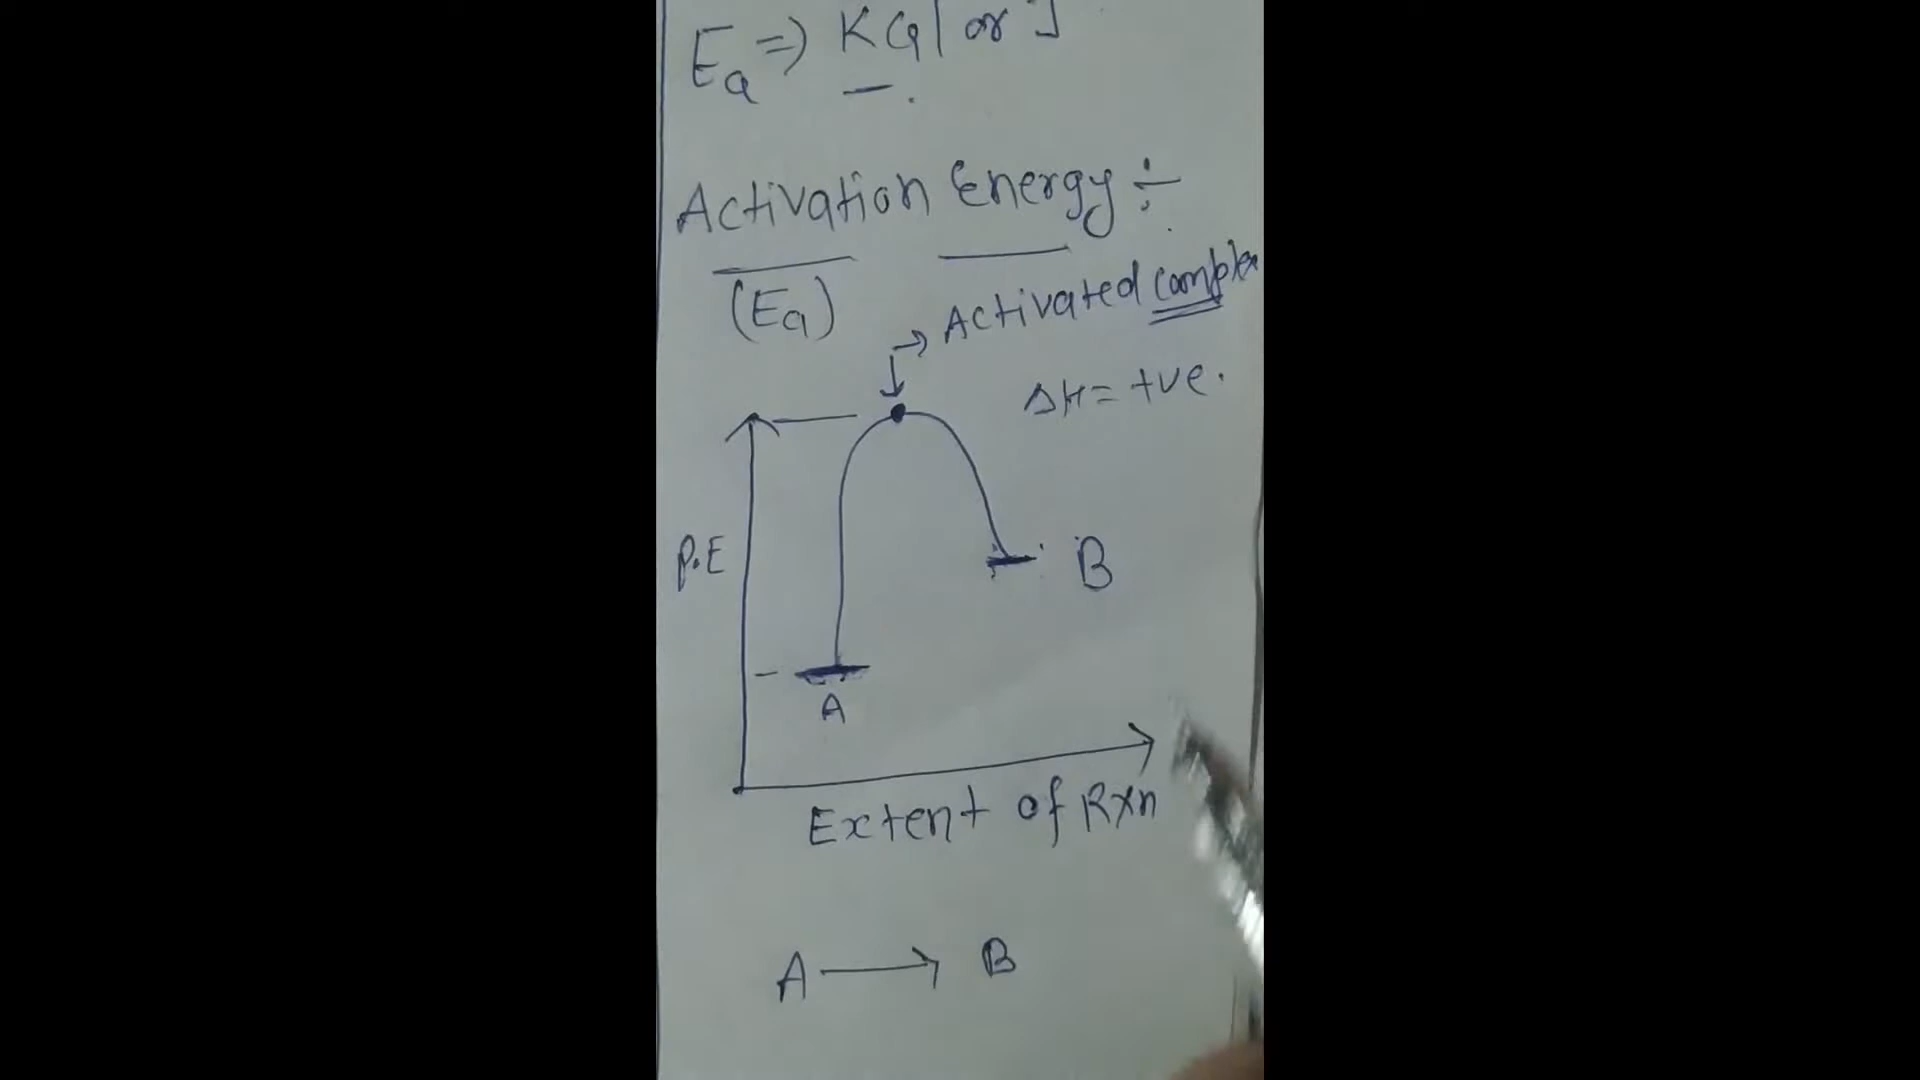 Ea ⇒ KCal or J
Activation Energy ÷
(Ea)
Activated Complex
ΔH = +ve.
P.E
B
A
Extent of Rxn
A ⟶ B